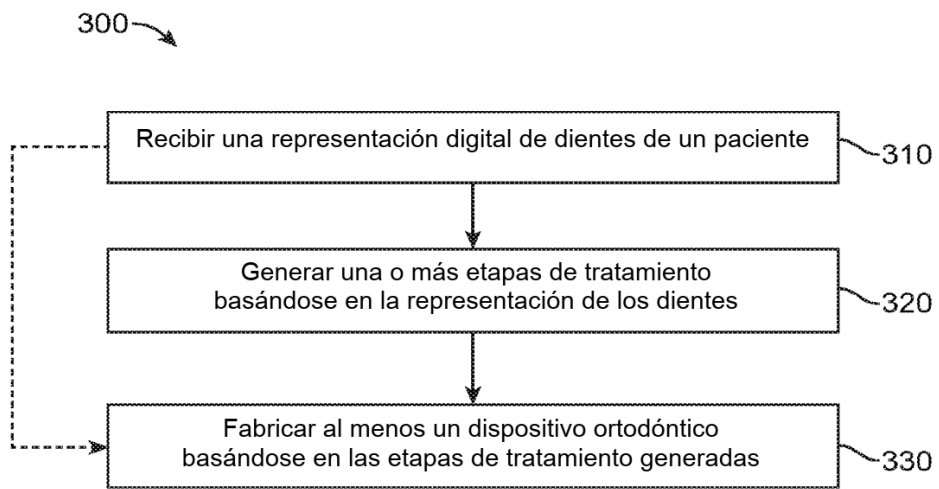 300
Recibir una representación digital de dientes de un paciente
310
Generar una o más etapas de tratamiento
basándose en la representación de los dientes
320
Fabricar al menos un dispositivo ortodóntico
basándose en las etapas de tratamiento generadas
330